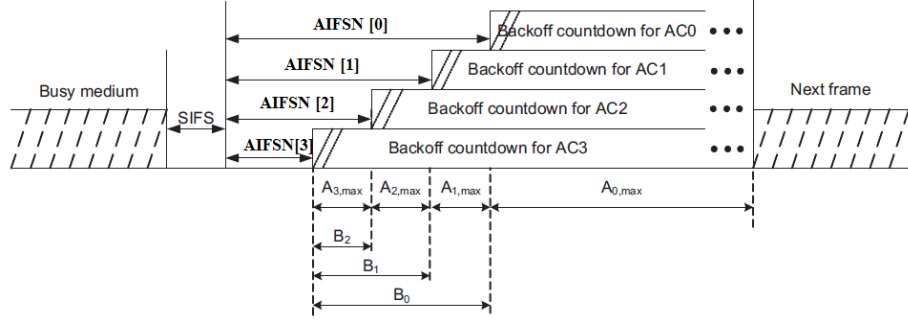 AIFSN [0]
Backoff countdown for AC0
AIFSN [1]
Backoff countdown for AC1
Busy medium
AIFSN [2]
Backoff countdown for AC2
Next frame
SIFS
AIFSN[3]
Backoff countdown for AC3
A3,max
A2,max
A1,max
A0,max
B2
B1
B0